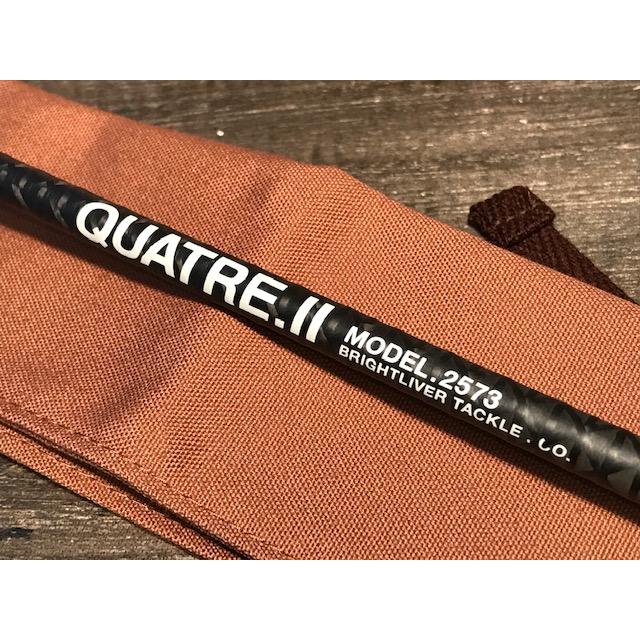 QUATRE.II
MODEL.2573
BRIGHTLIVER TACKLE.CO.